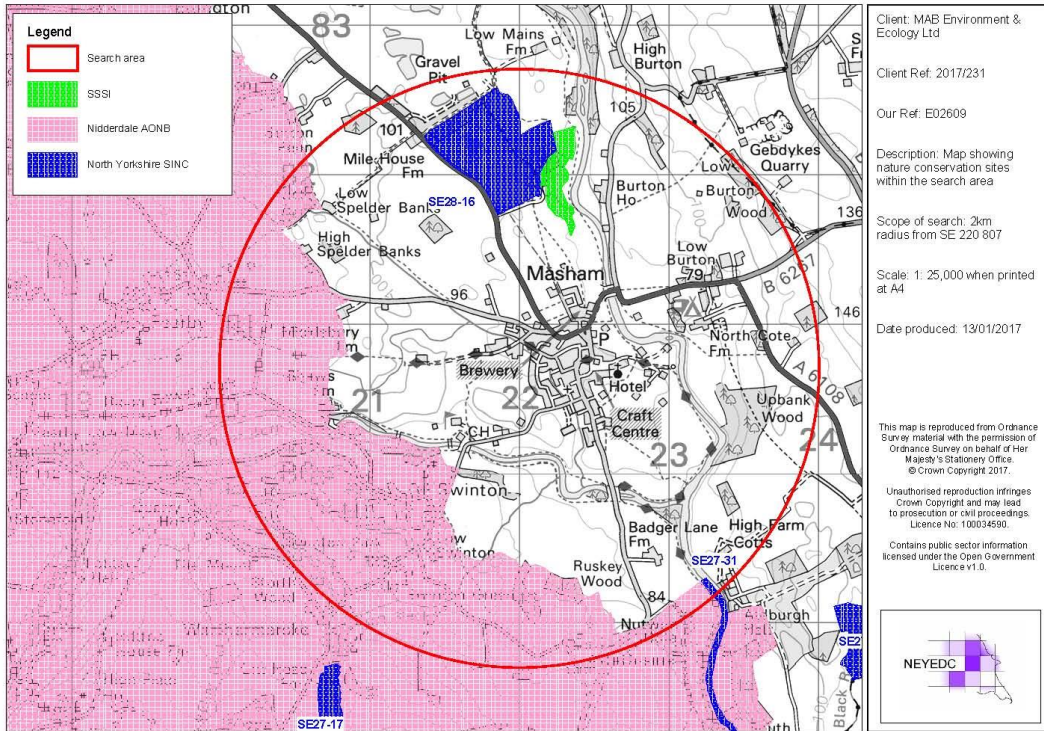 Legend
Search area
SSSI
Nidderdale AONB
North Yorkshire SINC
83
Low Mains
Fm
Gravel
Pit
High
Burton
101
105
Mile House
Fm
Gebdykes
Quarry
Low
Burton
Wood
Burton
Ho
136
SE28-16
Low
Spelder Banks
High
Spelder Banks
Low
Burton
79
B 6267
Masham
96
146
P
North Cote
Fm
Brewery
Hotel
21
22
Craft
Centre
23
24
A 6108
Upbank
Wood
CH
winton
Badger Lane
Fm
High Farm
Cotts
SE27-31
Ruskey
Wood
84
burgh
SE2
SE27-17
Black R
Client: MAB Environment &
Ecology Ltd
Client Ref: 2017/231
Our Ref: E02609
Description: Map showing
nature conservation sites
within the search area
Scope of search: 2km
radius from SE 220 807
Scale: 1: 25,000 when printed
at A4
Date produced: 13/01/2017
This map is reproduced from Ordnance
Survey material with the permission of
Ordnance Survey on behalf of Her
Majesty's Stationery Office.
© Crown Copyright 2017.
Unauthorised reproduction infringes
Crown Copyright and may lead
to prosecution or civil proceedings.
Licence No: 100034590.
Contains public sector information
licensed under the Open Government
Licence v1.0.
NEYEDC